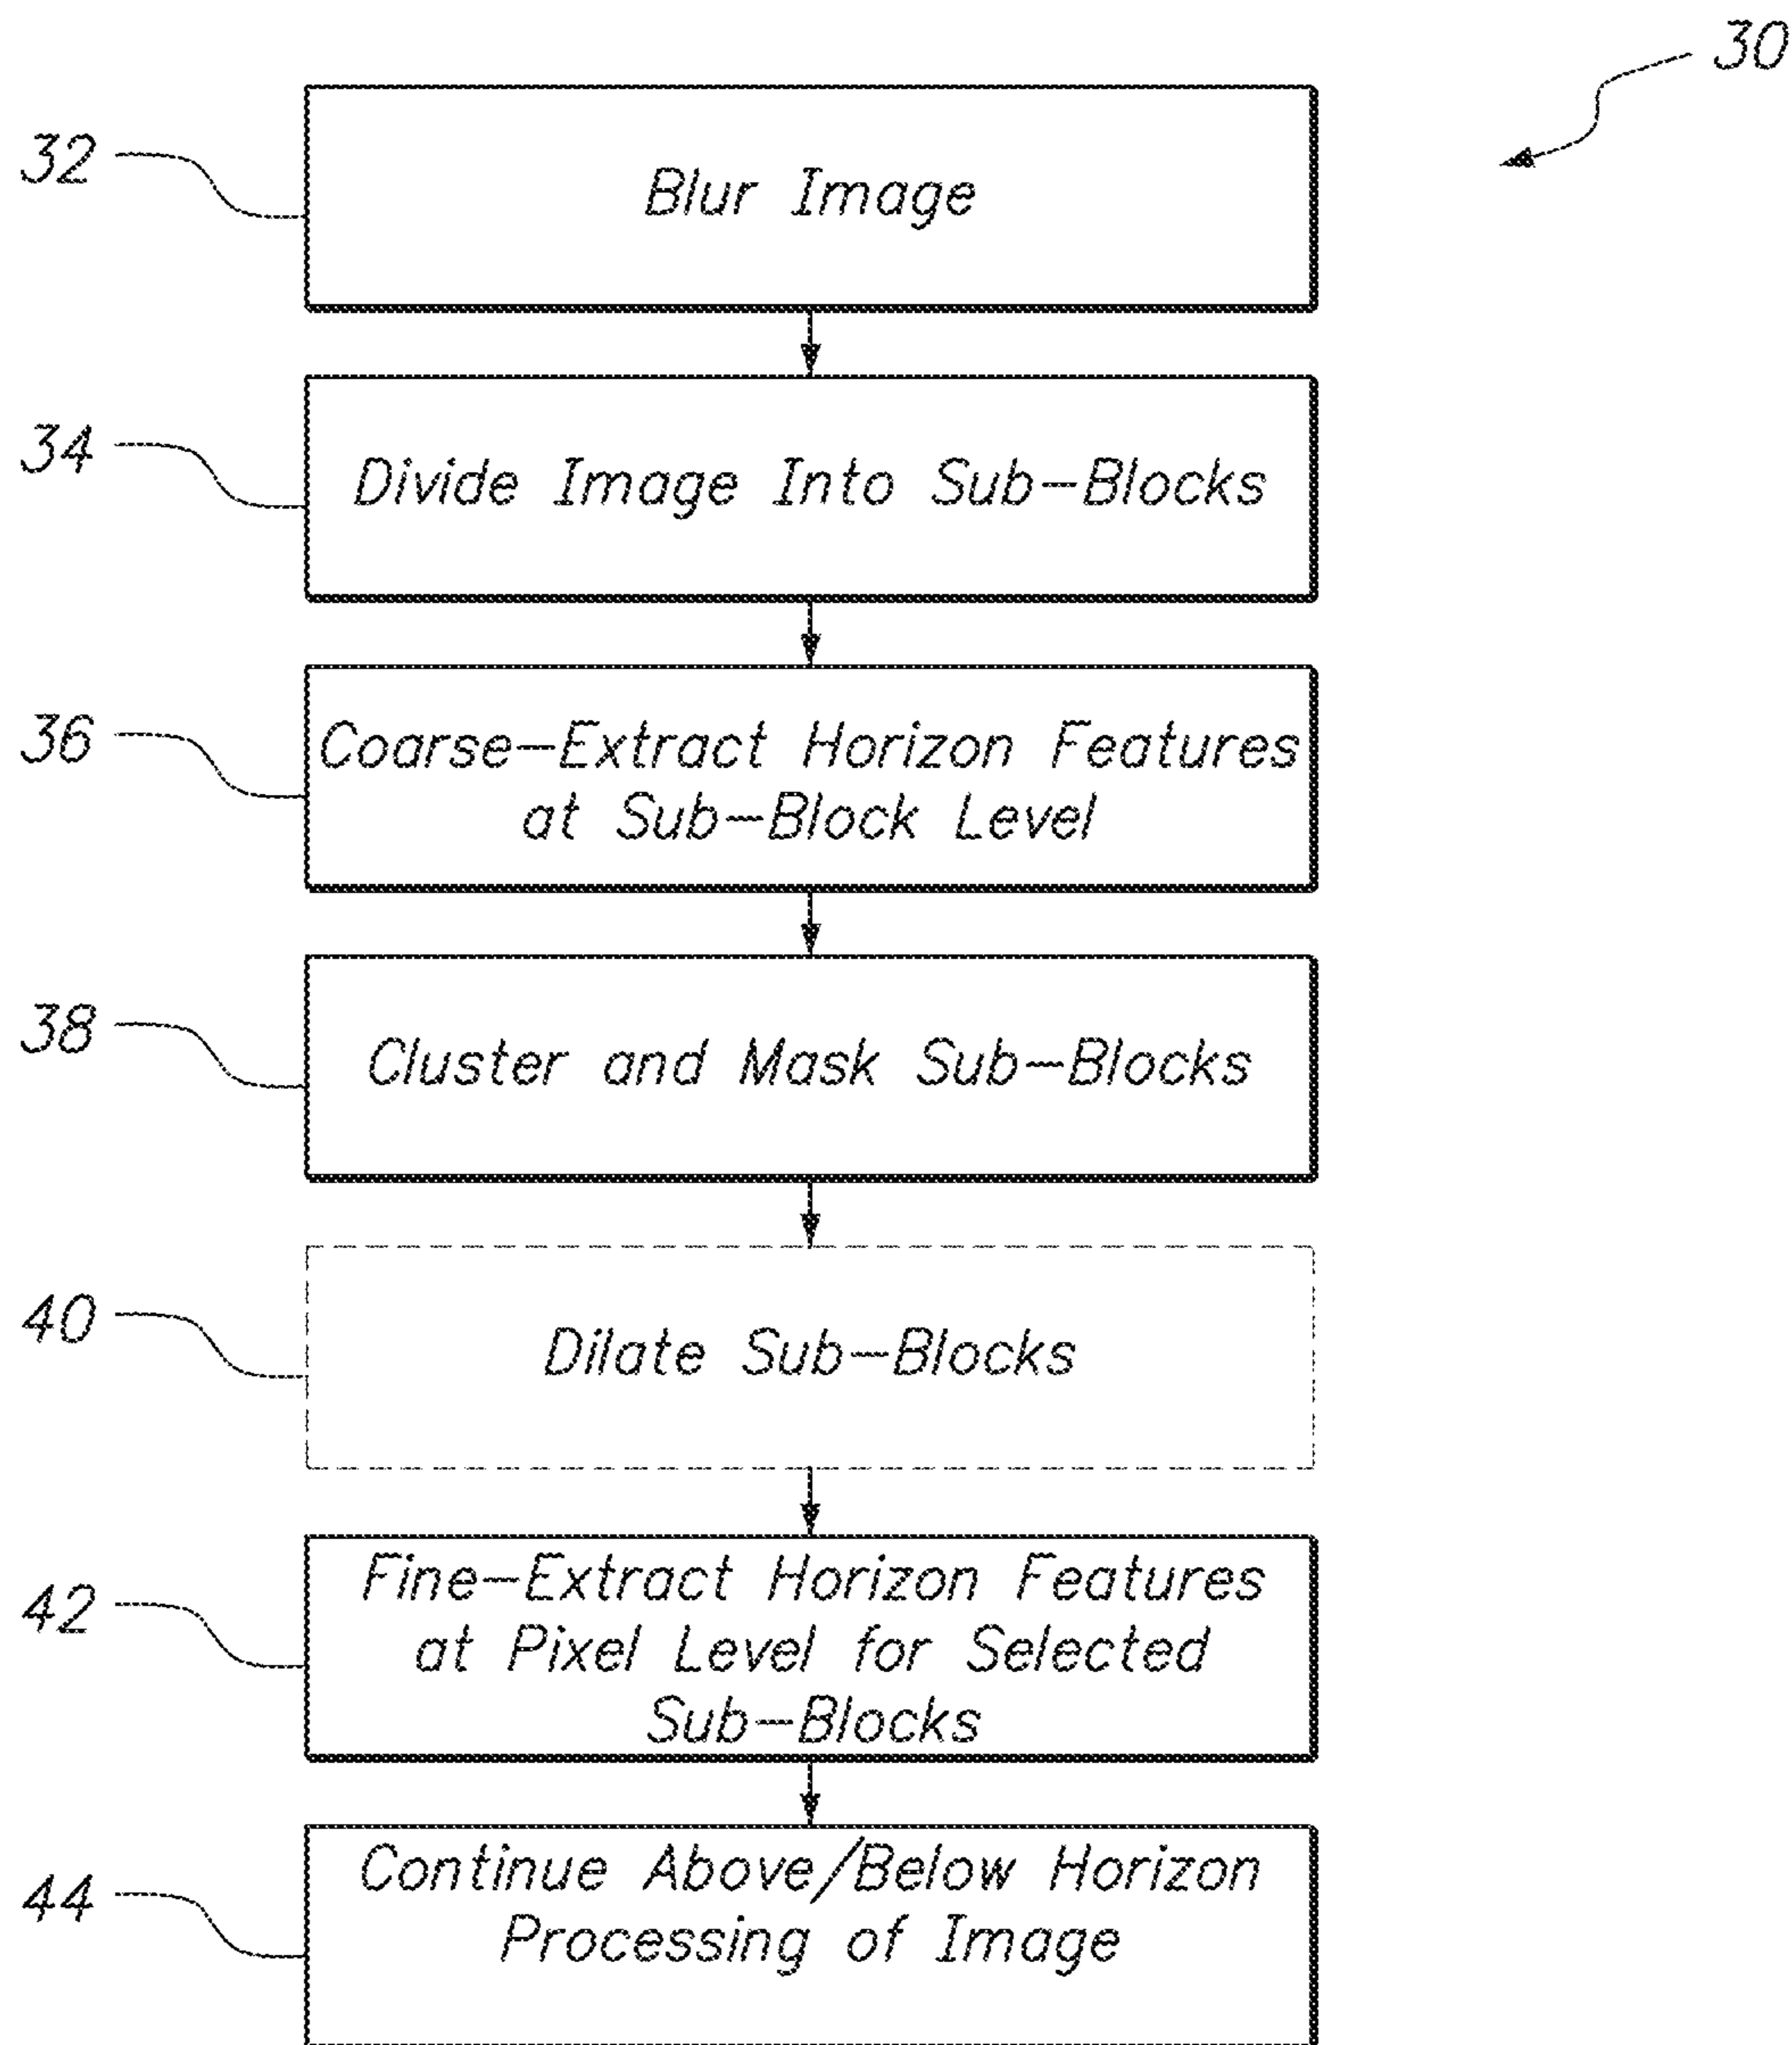 30
32
Blur Image
34
Divide Image Into Sub-Blocks
36
Coarse-Extract Horizon Features
at Sub-Block Level
38
Cluster and Mask Sub-Blocks
40
Dilate Sub-Blocks
42
Fine-Extract Horizon Features
at Pixel Level for Selected
Sub-Blocks
44
Continue Above/Below Horizon
Processing of Image